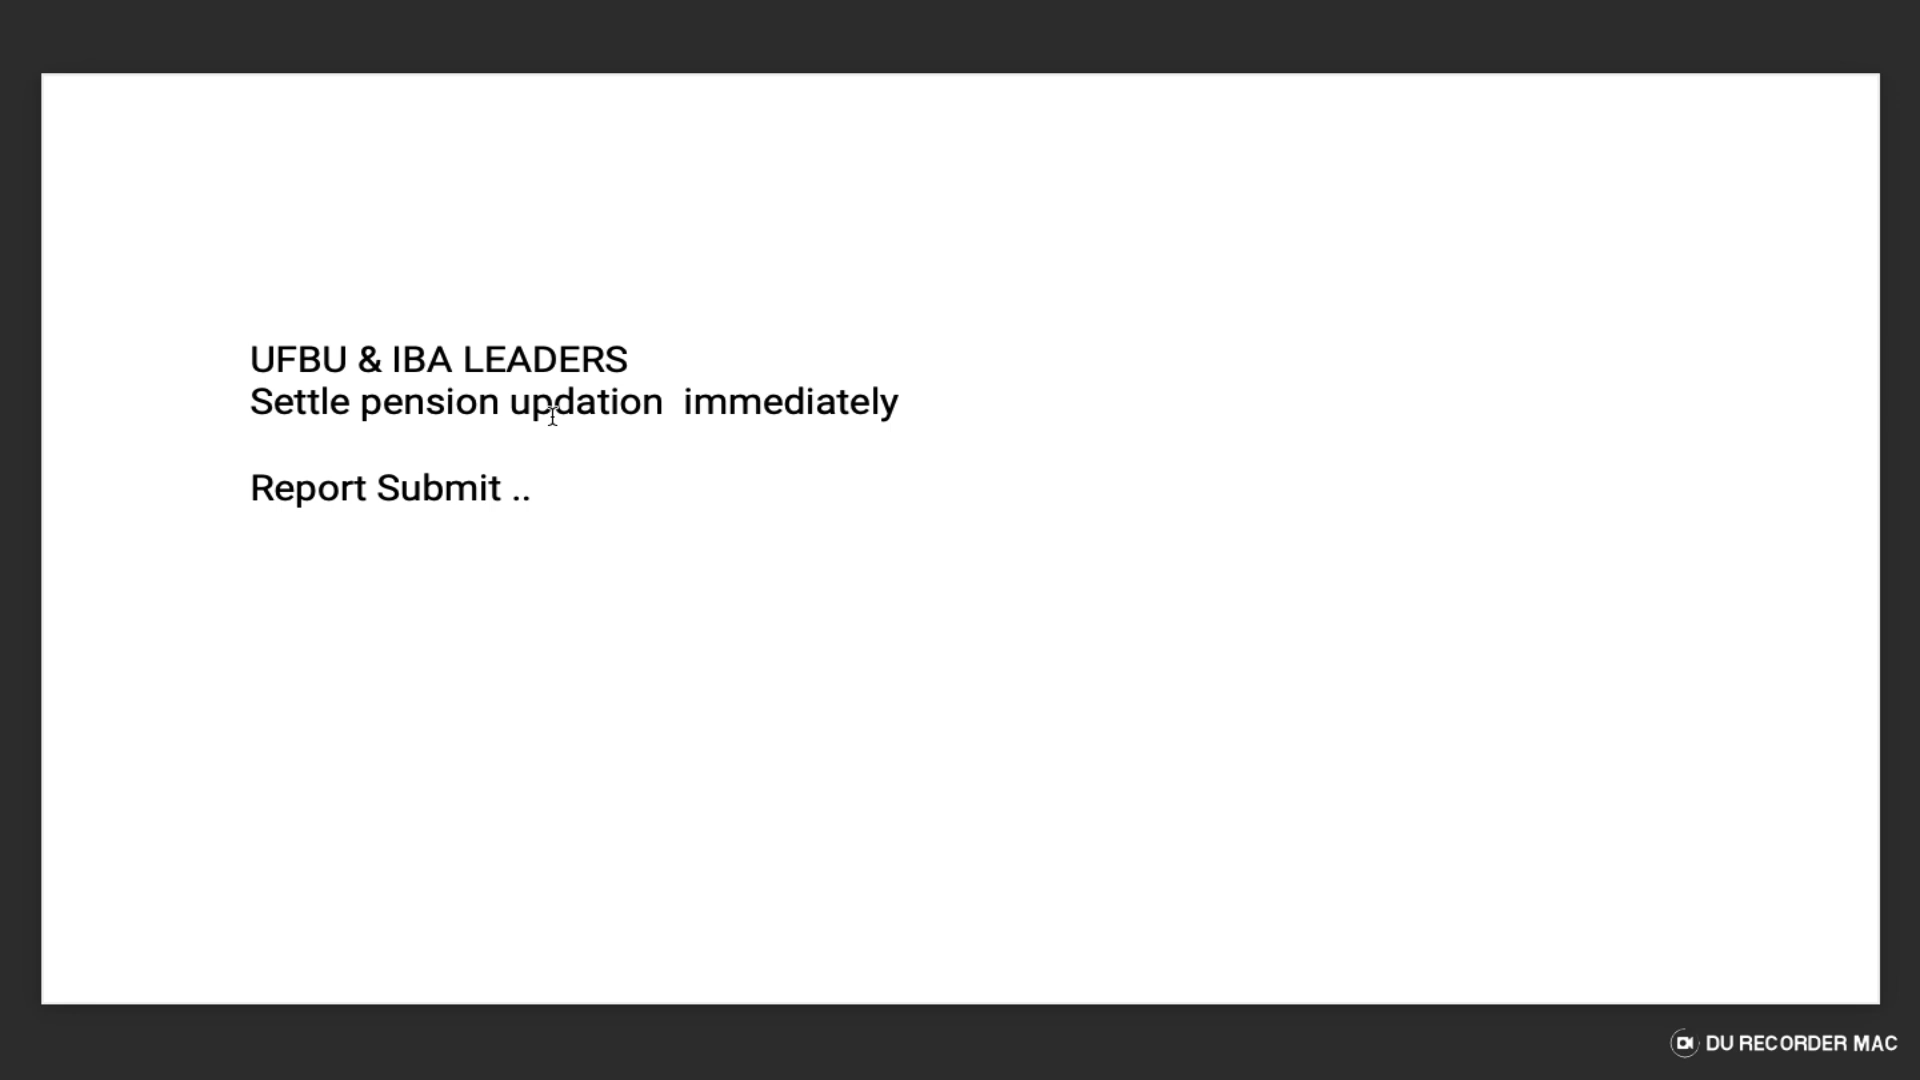 UFBU & IBA LEADERS
Settle pension updation  immediately
Report Submit ..
DU RECORDER MAC